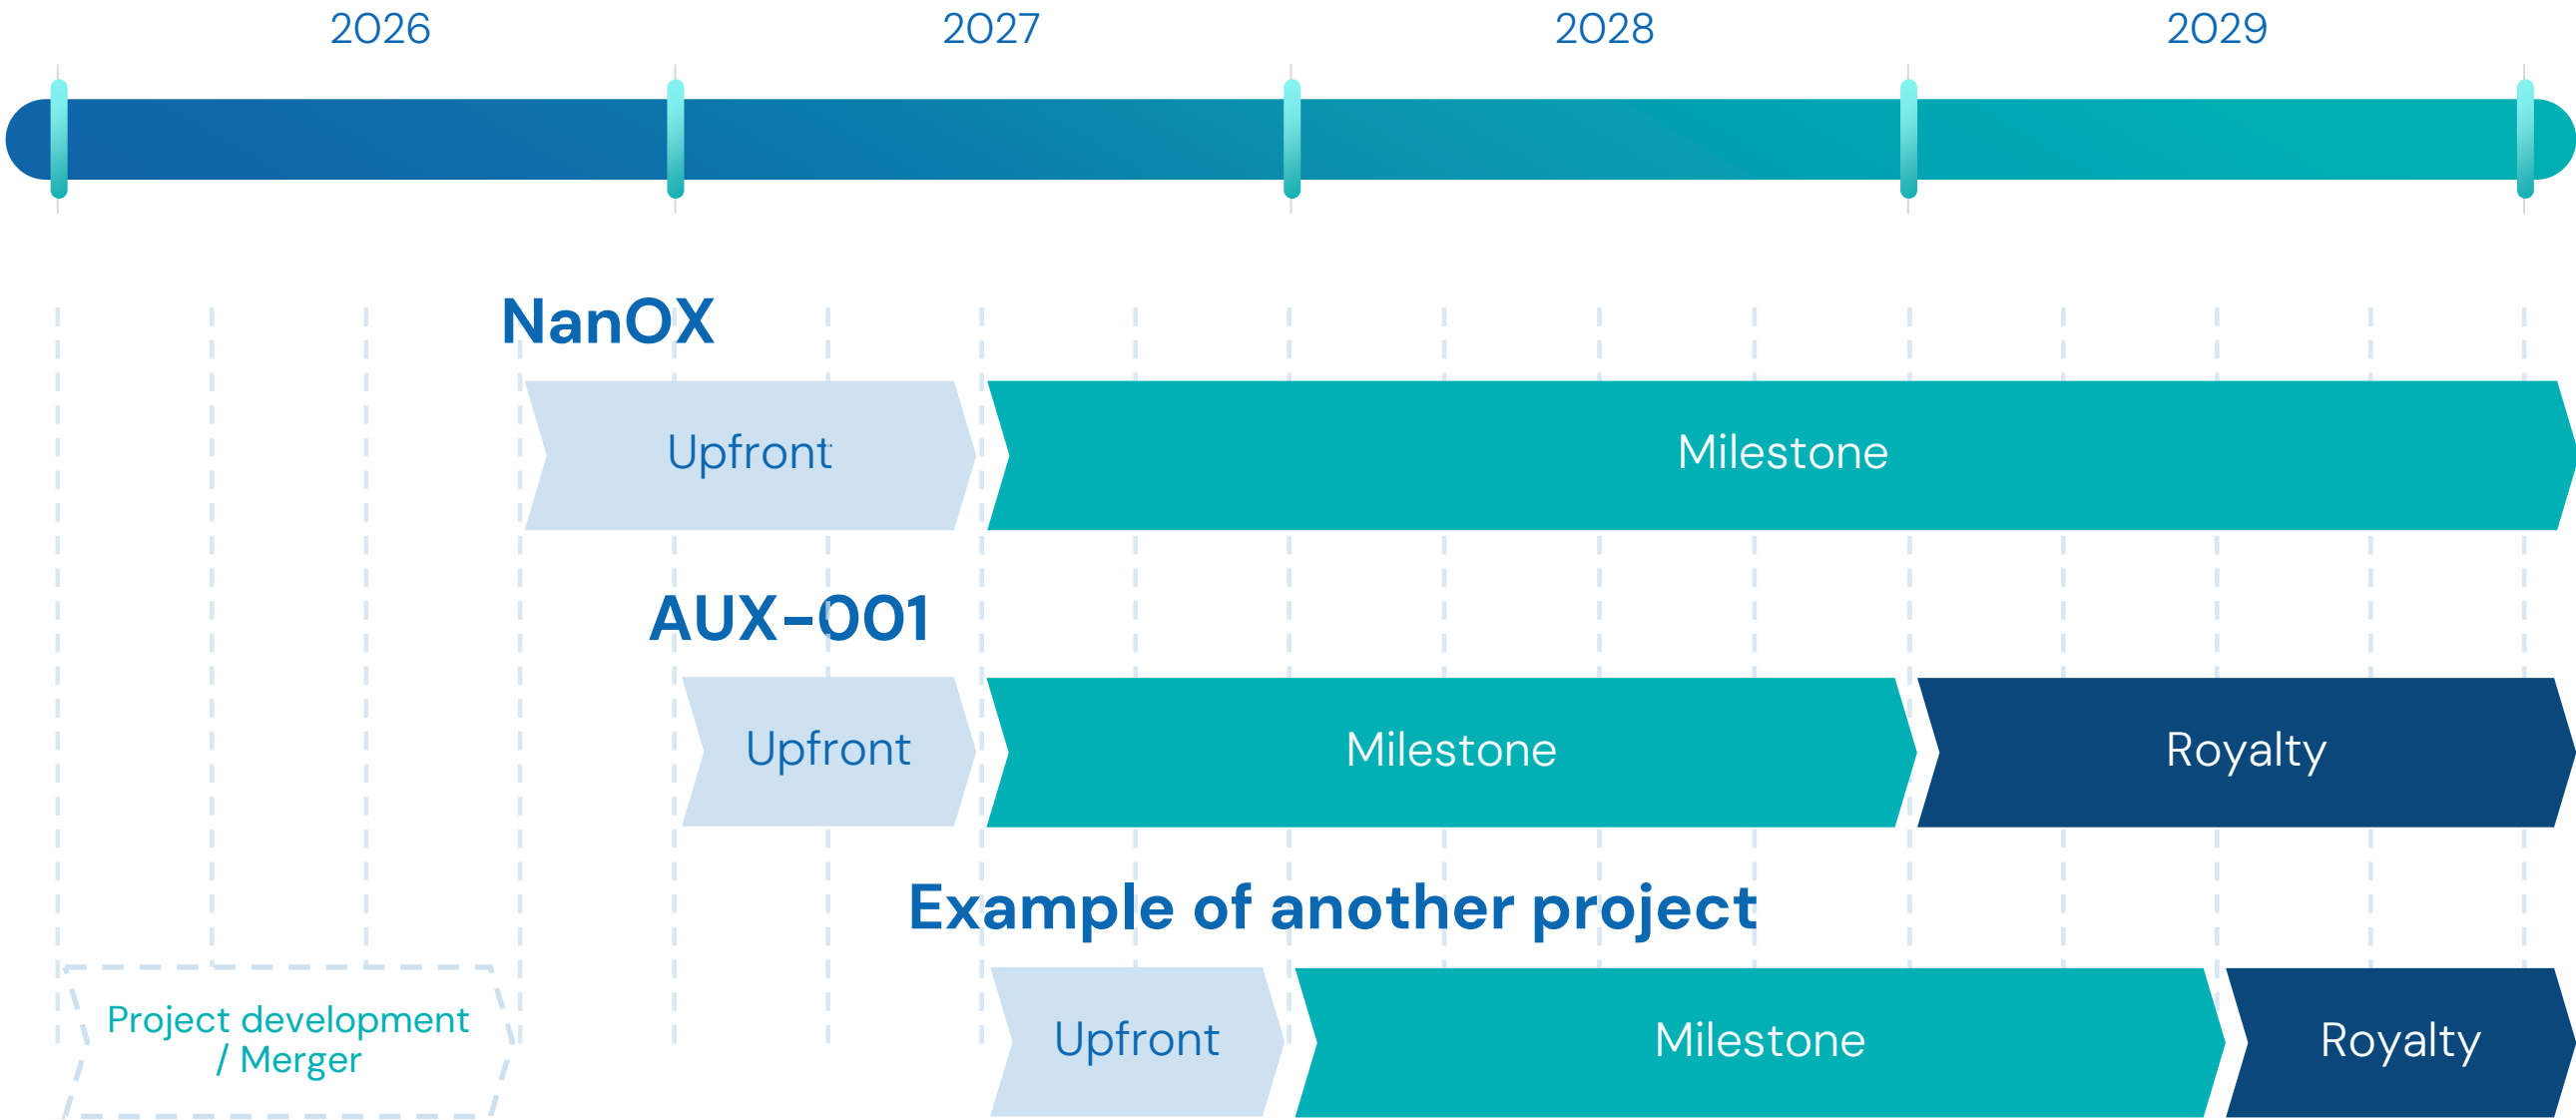 2026
2027
2028
2029
NanOX
Upfront
Milestone
AUX-001
Upfront
Milestone
Royalty
Example of another project
Project development
/ Merger
Upfront
Milestone
Royalty